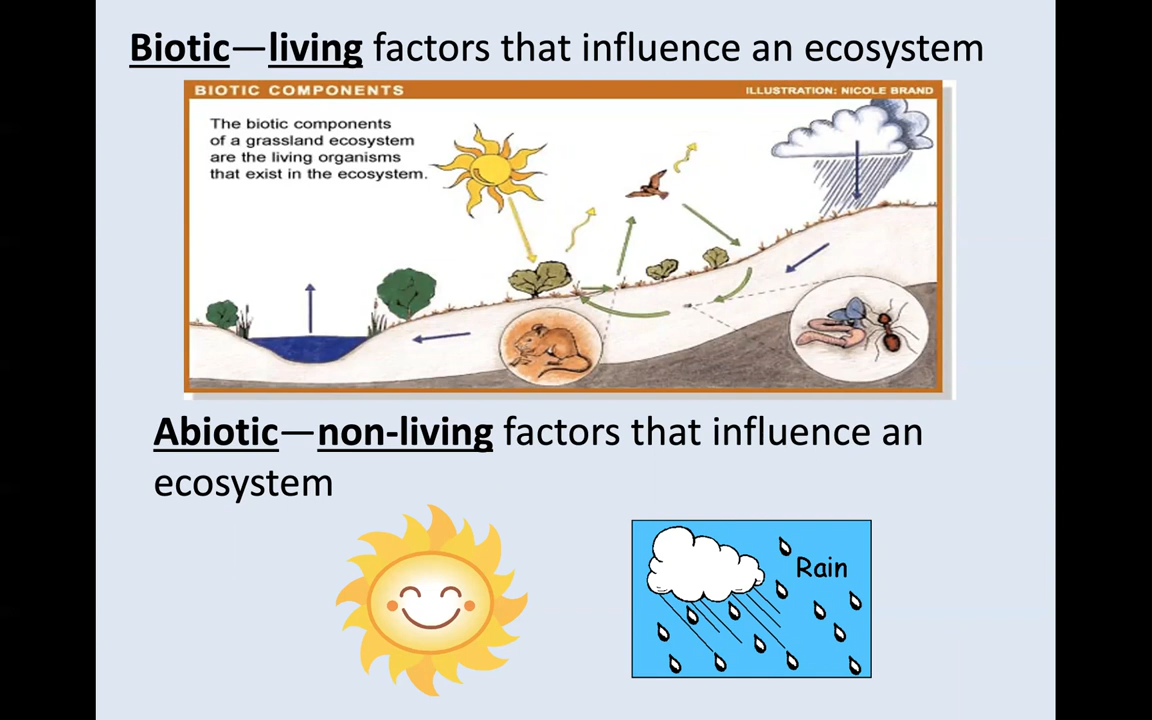 Biotic—living factors that influence an ecosystem
BIOTIC COMPONENTS
ILLUSTRATION: NICOLE BRAND
The biotic components
of a grassland ecosystem
are the living organisms
that exist in the ecosystem.
Abiotic—non-living factors that influence an
ecosystem
Rain